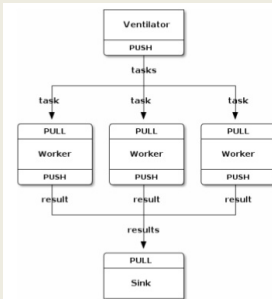 Ventilator
PUSH
tasks
task task task
PULL PULL PULL
Worker Worker Worker
PUSH PUSH PUSH
result result result
results
PULL
Sink